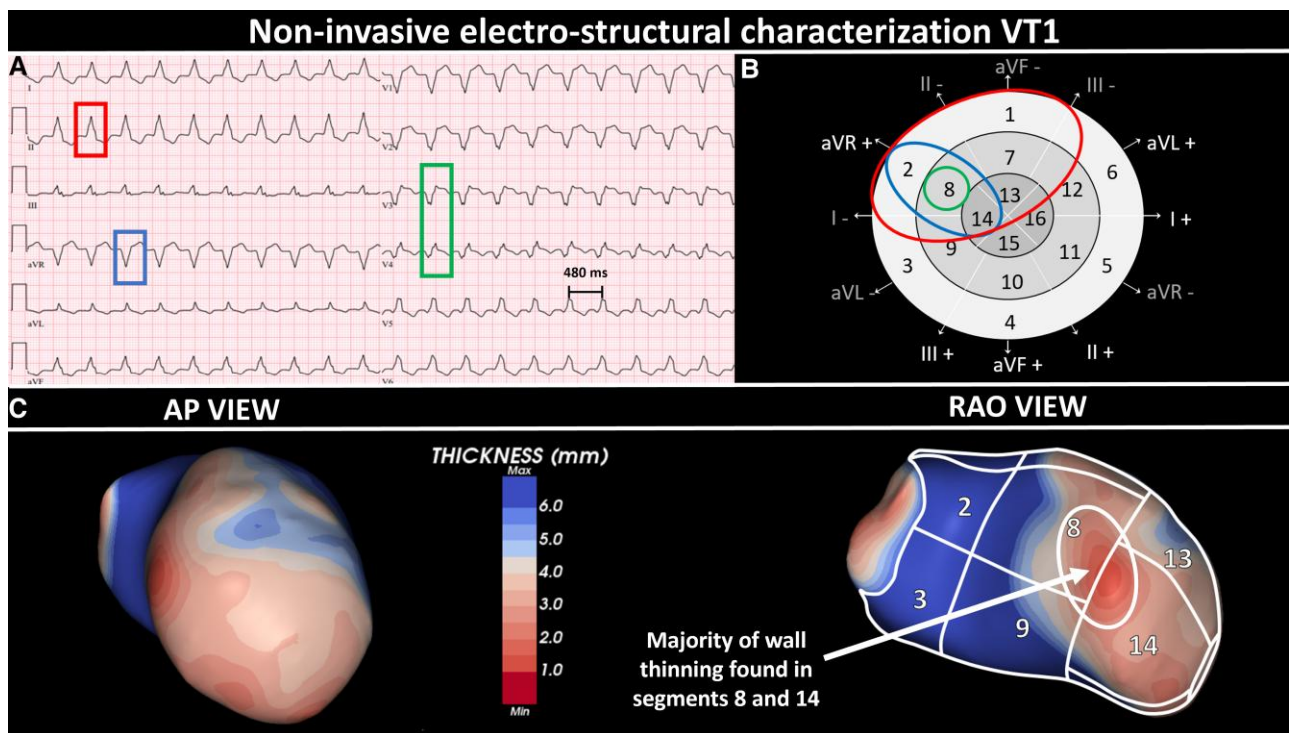 Non-invasive electro-structural characterization VT1
A
I
II
III
aVR
aVL
aVF
V1
V2
V3
V4
V5
V6
480 ms
B
aVF -
II -
III -
aVR +
aVL +
I -
I +
aVL -
aVR -
III +
II +
aVF +
1
2
6
7
8
12
13
14
16
15
9
11
3
5
10
4
C
AP VIEW
RAO VIEW
THICKNESS (mm)
Max
6.0
5.0
4.0
3.0
2.0
1.0
Min
2
8
13
3
9
14
Majority of wall
thinning found in
segments 8 and 14